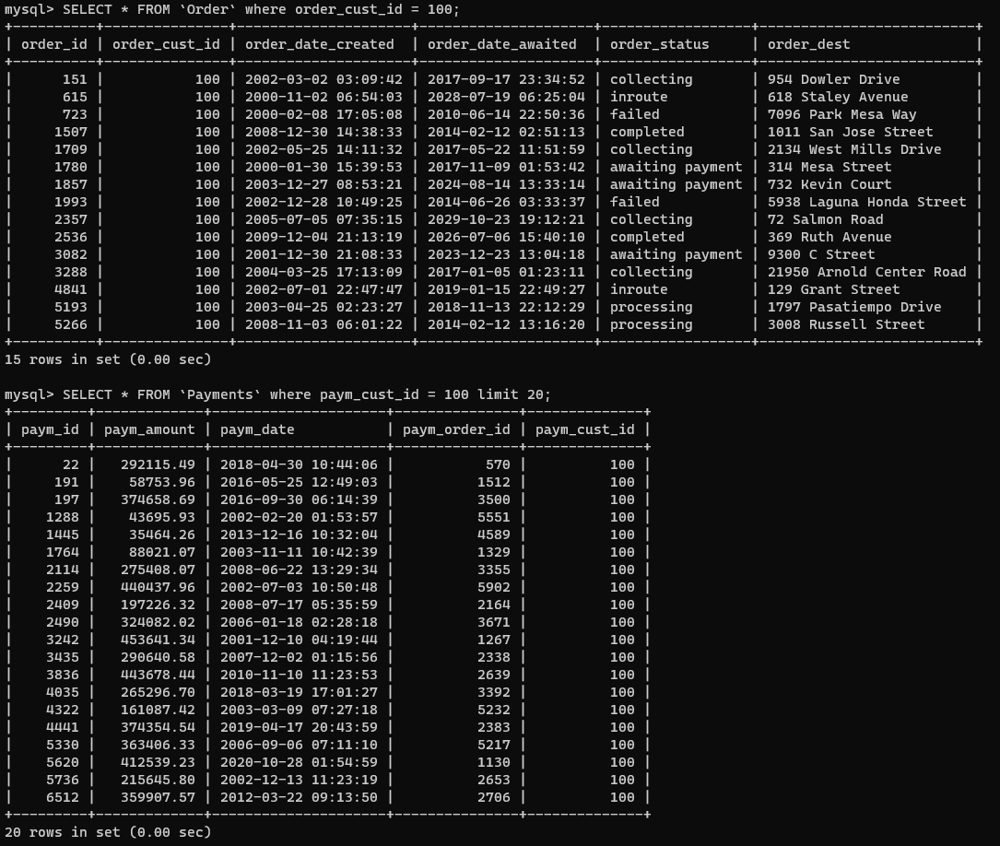 mysql> SELECT * FROM `Order` where order_cust_id = 100;
+----------+---------------+---------------------+---------------------+------------------+--------------------------+
| order_id | order_cust_id | order_date_created  | order_date_awaited  | order_status     | order_dest               |
+----------+---------------+---------------------+---------------------+------------------+--------------------------+
|      151 |           100 | 2002-03-02 03:09:42 | 2017-09-17 23:34:52 | collecting       | 954 Dowler Drive         |
|      615 |           100 | 2000-11-02 06:54:03 | 2028-07-19 06:25:04 | inroute          | 618 Staley Avenue        |
|      723 |           100 | 2000-02-08 17:05:08 | 2010-06-14 22:50:36 | failed           | 7096 Park Mesa Way       |
|     1507 |           100 | 2008-12-30 14:38:33 | 2014-02-12 02:51:13 | completed        | 1011 San Jose Street     |
|     1709 |           100 | 2002-05-25 14:11:32 | 2017-05-22 11:51:59 | collecting       | 2134 West Mills Drive    |
|     1780 |           100 | 2000-01-30 15:39:53 | 2017-11-09 01:53:42 | awaiting payment | 314 Mesa Street          |
|     1857 |           100 | 2003-12-27 08:53:21 | 2024-08-14 13:33:14 | awaiting payment | 732 Kevin Court          |
|     1993 |           100 | 2002-12-28 10:49:25 | 2014-06-26 03:33:37 | failed           | 5938 Laguna Honda Street |
|     2357 |           100 | 2005-07-05 07:35:15 | 2029-10-23 19:12:21 | collecting       | 72 Salmon Road           |
|     2536 |           100 | 2009-12-04 21:13:19 | 2026-07-06 15:40:10 | completed        | 369 Ruth Avenue          |
|     3082 |           100 | 2001-12-30 21:08:33 | 2023-12-23 13:04:18 | awaiting payment | 9300 C Street            |
|     3288 |           100 | 2004-03-25 17:13:09 | 2017-01-05 01:23:11 | collecting       | 21950 Arnold Center Road |
|     4841 |           100 | 2002-07-01 22:47:47 | 2019-01-15 22:49:27 | inroute          | 129 Grant Street         |
|     5193 |           100 | 2003-04-25 02:23:27 | 2018-11-13 22:12:29 | processing       | 1797 Pasatiempo Drive    |
|     5266 |           100 | 2008-11-03 06:01:22 | 2014-02-12 13:16:20 | processing       | 3008 Russell Street      |
+----------+---------------+---------------------+---------------------+------------------+--------------------------+
15 rows in set (0.00 sec)

mysql> SELECT * FROM `Payments` where paym_cust_id = 100 limit 20;
+---------+-------------+---------------------+---------------+--------------+
| paym_id | paym_amount | paym_date           | paym_order_id | paym_cust_id |
+---------+-------------+---------------------+---------------+--------------+
|      22 |   292115.49 | 2018-04-30 10:44:06 |           570 |          100 |
|     191 |    58753.96 | 2016-05-25 12:49:03 |          1512 |          100 |
|     197 |   374658.69 | 2016-09-30 06:14:39 |          3500 |          100 |
|    1288 |    43695.93 | 2002-02-20 01:53:57 |          5551 |          100 |
|    1445 |    35464.26 | 2013-12-16 10:32:04 |          4589 |          100 |
|    1764 |    88021.07 | 2003-11-11 10:42:39 |          1329 |          100 |
|    2114 |   275408.07 | 2008-06-22 13:29:34 |          3355 |          100 |
|    2259 |   440437.96 | 2002-07-03 10:50:48 |          5902 |          100 |
|    2409 |   197226.32 | 2008-07-17 05:35:59 |          2164 |          100 |
|    2490 |   324082.02 | 2006-01-18 02:28:18 |          3671 |          100 |
|    3242 |   453641.34 | 2001-12-10 04:19:44 |          1267 |          100 |
|    3435 |   290640.58 | 2007-12-02 01:15:56 |          2338 |          100 |
|    3836 |   443678.44 | 2010-11-10 11:23:53 |          2639 |          100 |
|    4035 |   265296.70 | 2018-03-19 17:01:27 |          3392 |          100 |
|    4322 |   161087.42 | 2003-03-09 07:27:18 |          5232 |          100 |
|    4441 |   374354.54 | 2019-04-17 20:43:59 |          2383 |          100 |
|    5330 |   363406.33 | 2006-09-06 07:11:10 |          5217 |          100 |
|    5620 |   412539.23 | 2020-10-28 01:54:59 |          1130 |          100 |
|    5736 |   215645.80 | 2002-12-13 11:23:19 |          2653 |          100 |
|    6512 |   359907.57 | 2012-03-22 09:13:50 |          2706 |          100 |
+---------+-------------+---------------------+---------------+--------------+
20 rows in set (0.00 sec)